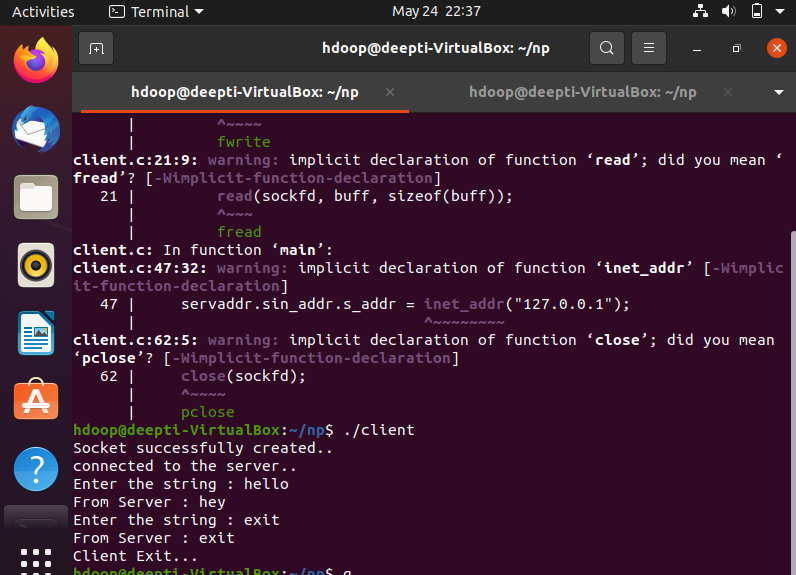 Activities Terminal May 24 22:37
hdoop@deepti-VirtualBox: ~/np
hdoop@deepti-VirtualBox: ~/np × hdoop@deepti-VirtualBox: ~/np ×
| ^~~~~
| fwrite
client.c:21:9: warning: implicit declaration of function ‘read’; did you mean ‘
fread’? [-Wimplicit-function-declaration]
21 | read(sockfd, buff, sizeof(buff));
| ^~~~
| fread
client.c: In function ‘main’:
client.c:47:32: warning: implicit declaration of function ‘inet_addr’ [-Wimplic
it-function-declaration]
47 | servaddr.sin_addr.s_addr = inet_addr("127.0.0.1");
| ^~~~~~~~~
client.c:62:5: warning: implicit declaration of function ‘close’; did you mean
‘pclose’? [-Wimplicit-function-declaration]
62 | close(sockfd);
| ^~~~~
| pclose
hdoop@deepti-VirtualBox:~/np$ ./client
Socket successfully created..
connected to the server..
Enter the string : hello
From Server : hey
Enter the string : exit
From Server : exit
Client Exit...
hdoop@deepti-VirtualBox:~/np$